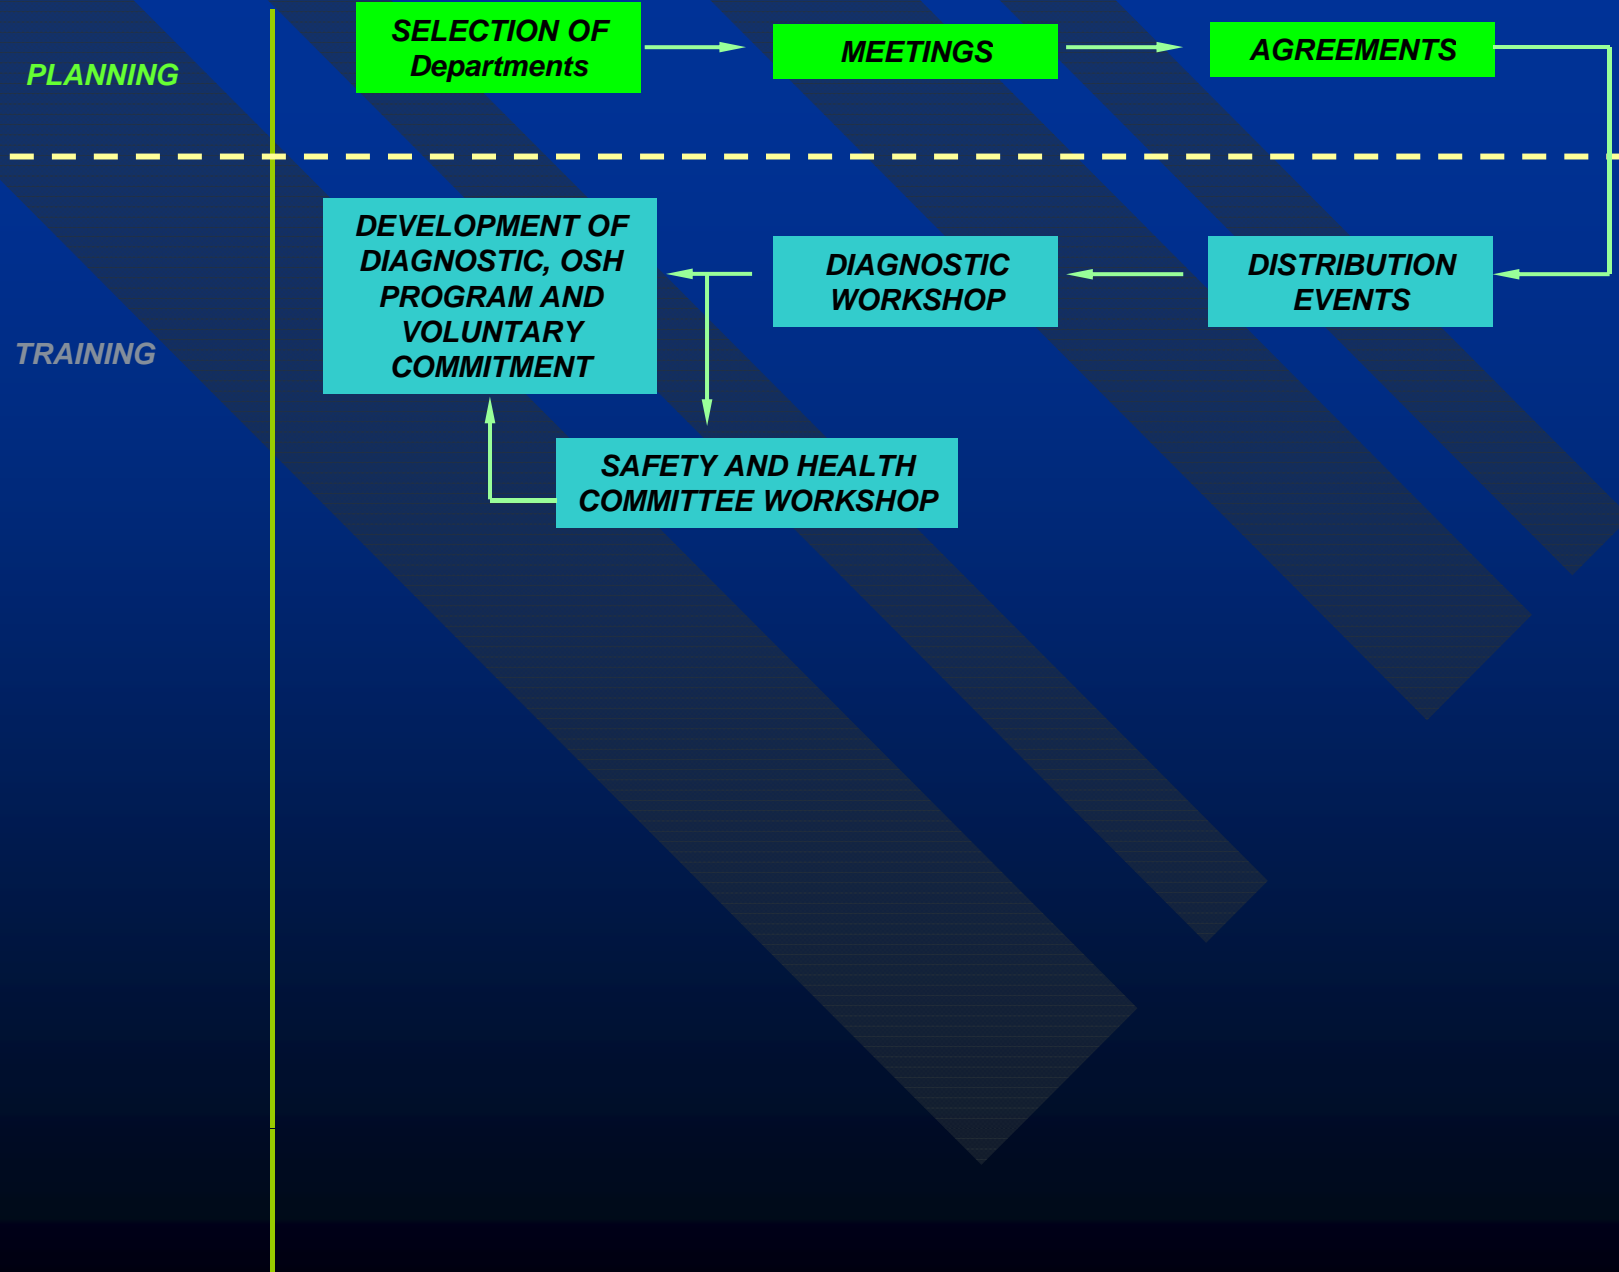 PLANNING
SELECTION OF
Departments
MEETINGS
AGREEMENTS
TRAINING
DEVELOPMENT OF
DIAGNOSTIC, OSH
PROGRAM AND
VOLUNTARY
COMMITMENT
DIAGNOSTIC
WORKSHOP
DISTRIBUTION
EVENTS
SAFETY AND HEALTH
COMMITTEE WORKSHOP